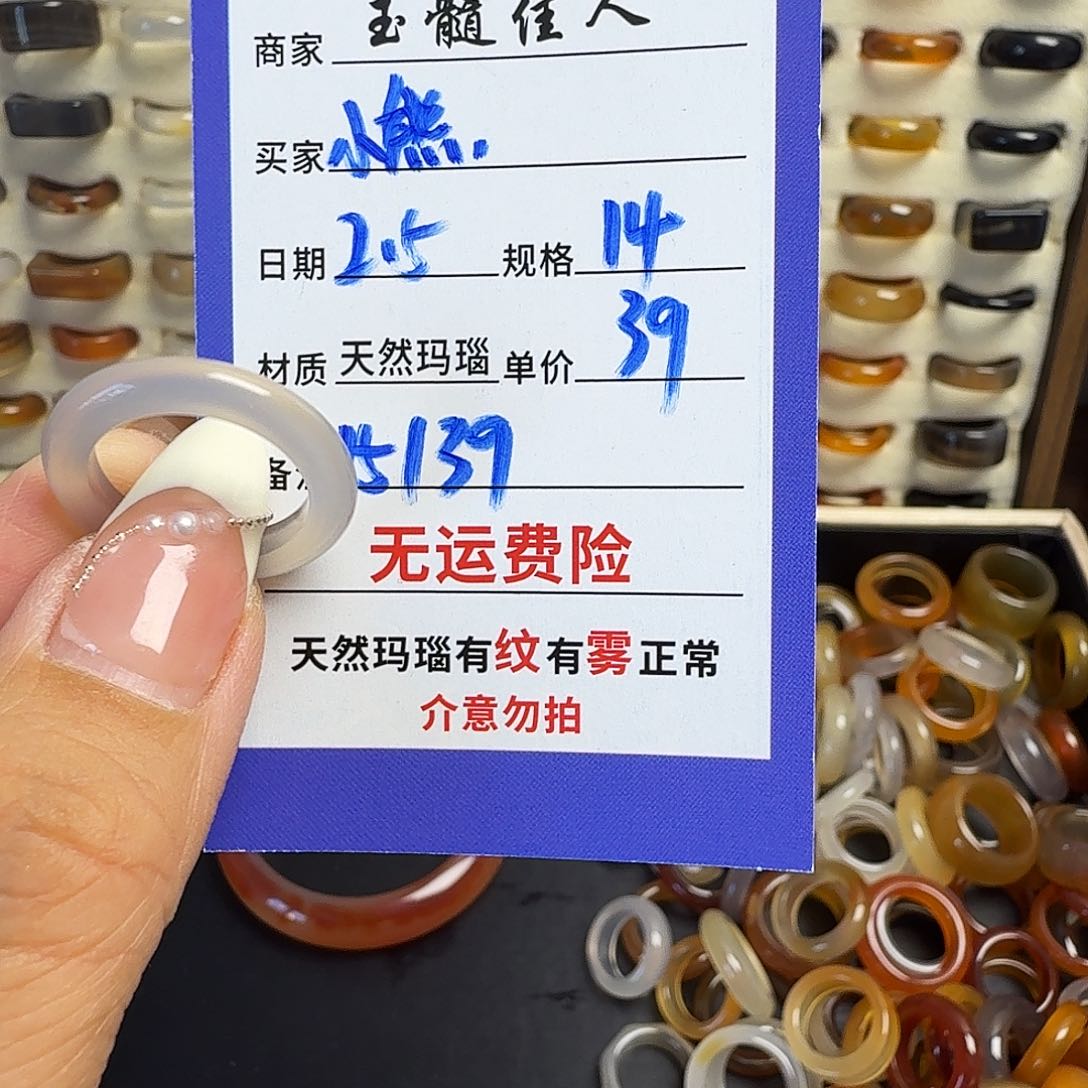 商家 玉髓佳人
买家 小熊.
日期 2.5 规格 14
材质 天然玛瑙 单价 39
备 5139
无运费险
天然玛瑙有纹有雾正常
介意勿拍